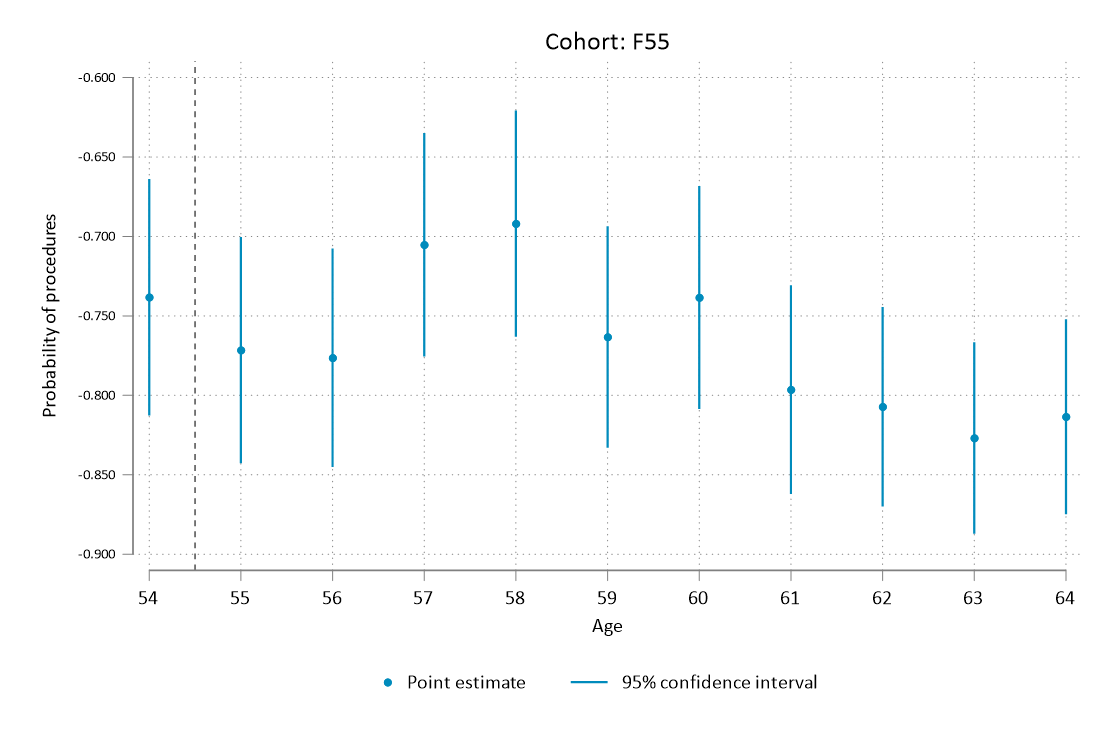 Cohort: F55
Probability of procedures
-0.600
-0.650
-0.700
-0.750
-0.800
-0.850
-0.900
54 55 56 57 58 59 60 61 62 63 64
Age
Point estimate 95% confidence interval